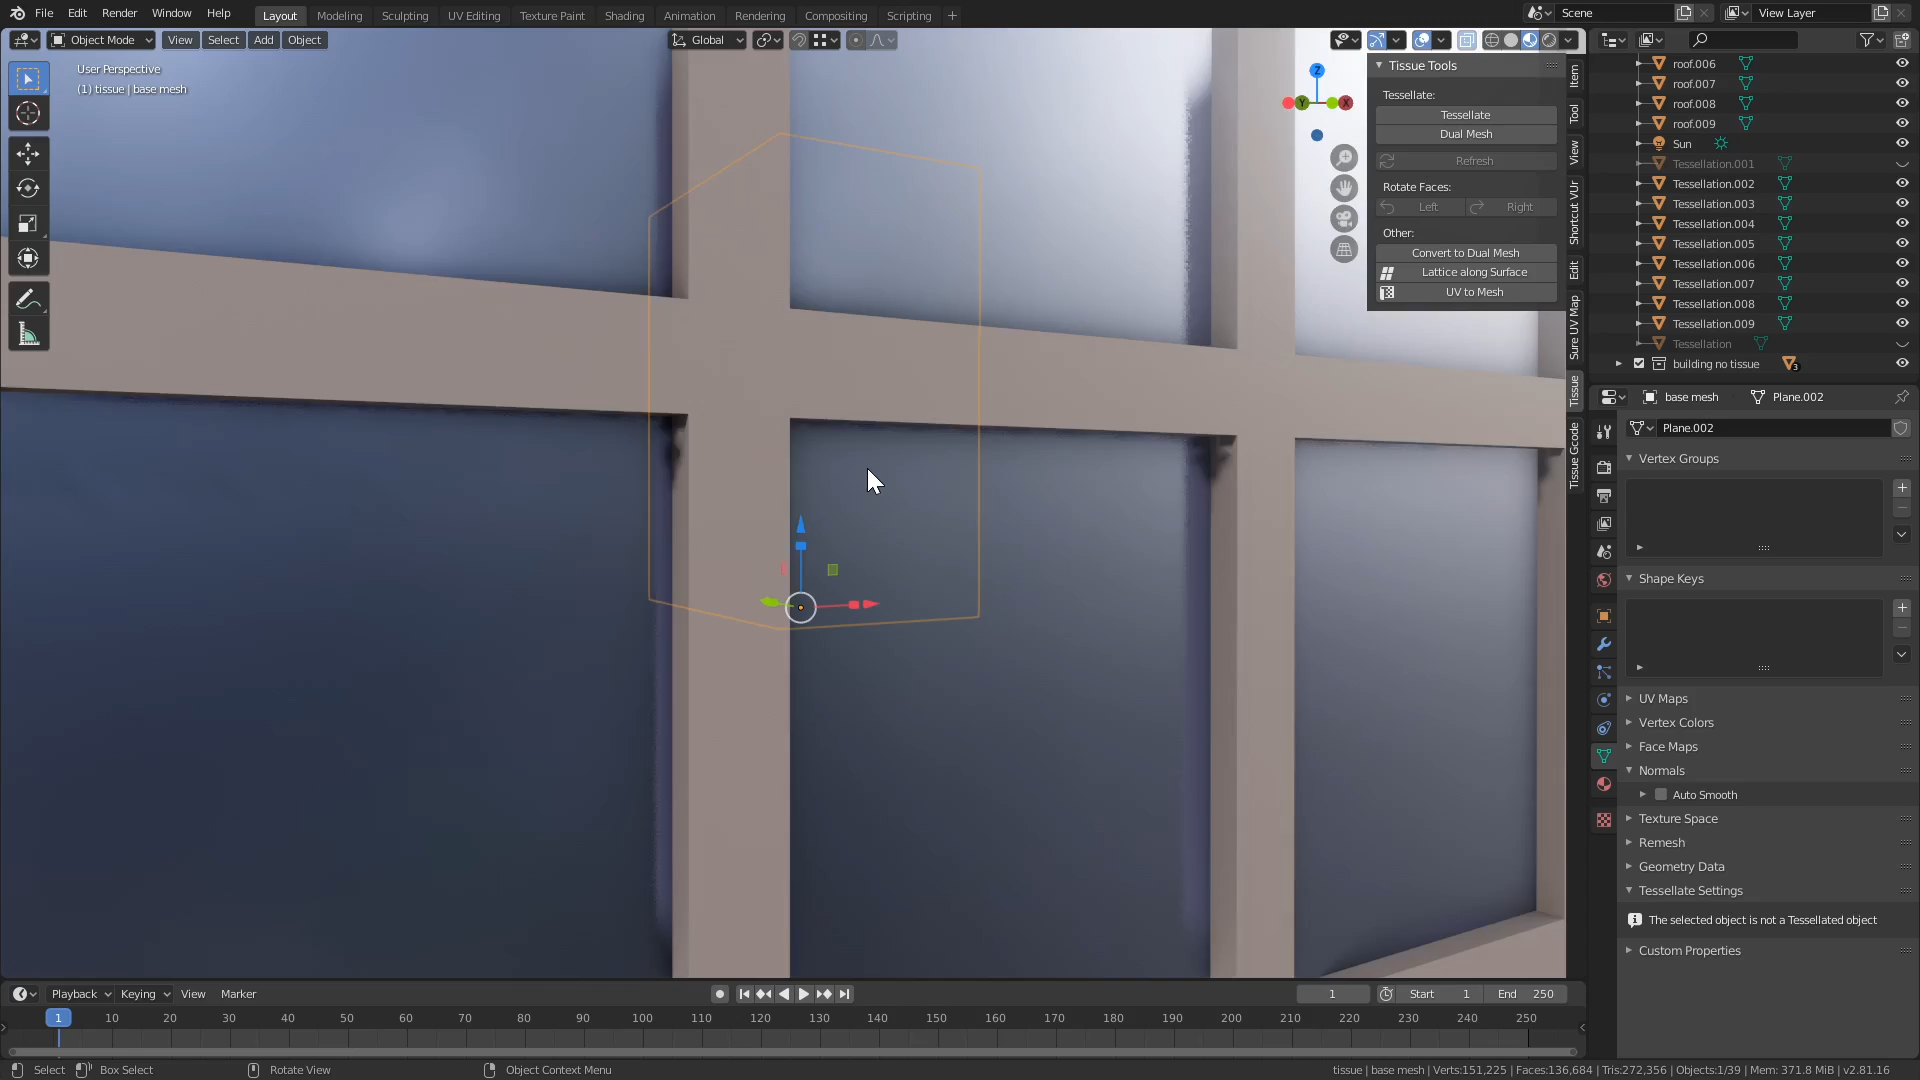 File Edit Render Window Help Layout Modeling Sculpting UV Editing Texture Paint Shading Animation Rendering Compositing Scripting + Scene View Layer
Object Mode View Select Add Object Global
User Perspective
(1) tissue | base mesh
Tissue Tools
Tessellate:
Tessellate
Dual Mesh
Refresh
Rotate Faces:
Left Right
Other:
Convert to Dual Mesh
Lattice along Surface
UV to Mesh
Z
Y X
Item
Tool
View
Shortcut VUr
Edit
Sure UV Map
Tissue
Tissue Gcode
roof.006
roof.007
roof.008
roof.009
Sun
Tessellation.001
Tessellation.002
Tessellation.003
Tessellation.004
Tessellation.005
Tessellation.006
Tessellation.007
Tessellation.008
Tessellation.009
Tessellation
building no tissue 3
base mesh Plane.002
Plane.002
Vertex Groups
Shape Keys
UV Maps
Vertex Colors
Face Maps
Normals
Auto Smooth
Texture Space
Remesh
Geometry Data
Tessellate Settings
The selected object is not a Tessellated object
Custom Properties
Playback Keying View Marker 1 Start 1 End 250
1 10 20 30 40 50 60 70 80 90 100 110 120 130 140 150 160 170 180 190 200 210 220 230 240 250
Select Box Select Rotate View Object Context Menu tissue | base mesh | Verts:151,225 | Faces:136,684 | Tris:272,356 | Objects:1/39 | Mem: 371.8 MiB | v2.81.16